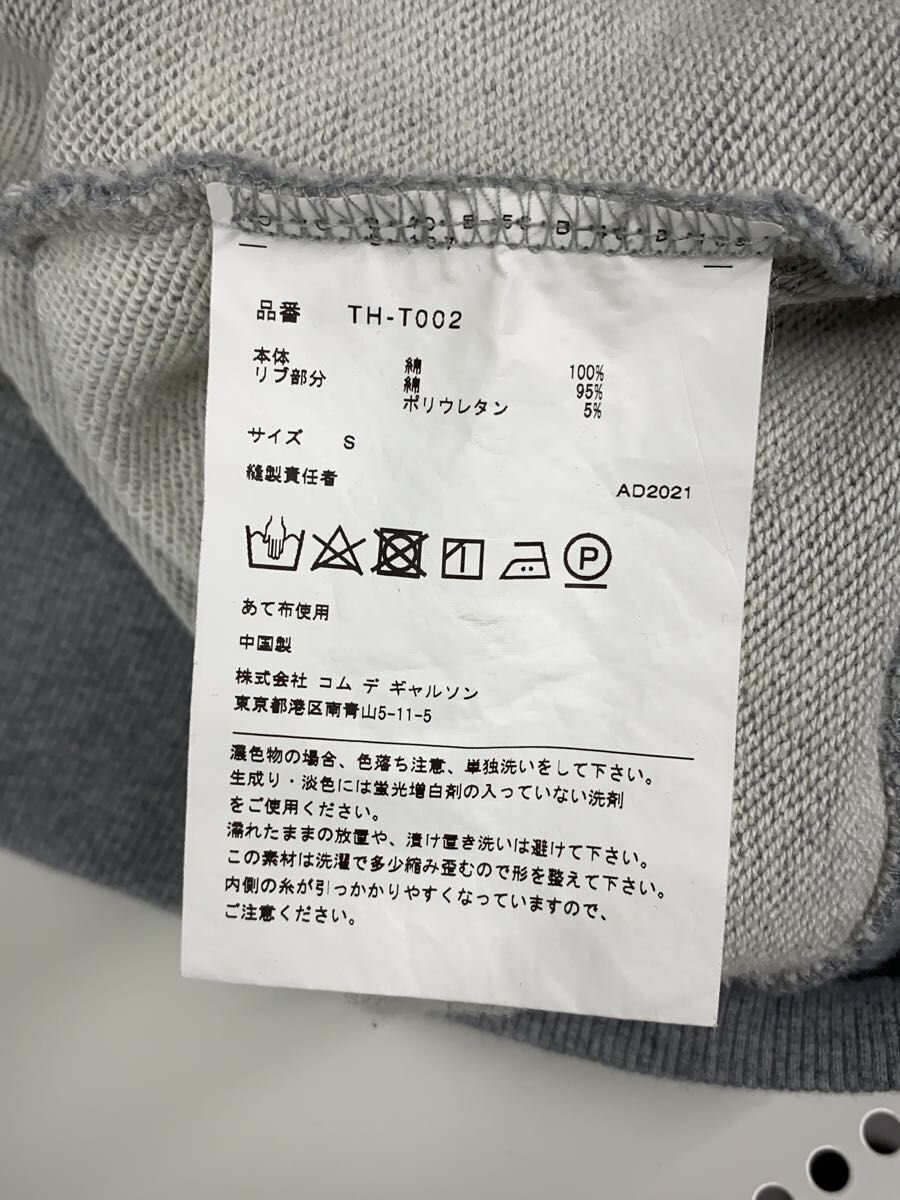 品番 TH-T002
本体 綿 100%
リブ部分 綿 95%
ポリウレタン 5%
サイズ S
縫製責任者 AD2021
P
あて布使用
中国製
株式会社 コム デ ギャルソン
東京都港区南青山5-11-5
濃色物の場合、色落ち注意、単独洗いをして下さい。
生成り・淡色には蛍光増白剤の入っていない洗剤
をご使用ください。
濡れたままの放置や、漬け置き洗いは避けて下さい。
この素材は洗濯で多少縮み歪むので形を整えて下さい。
内側の糸が引っかかりやすくなっていますので、
ご注意ください。